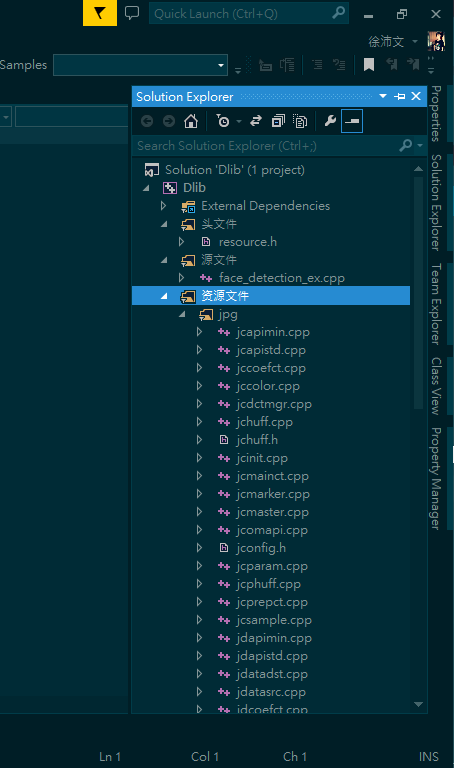 Quick Launch (Ctrl+Q)
徐沛文
Samples
Solution Explorer
Search Solution Explorer (Ctrl+;)
Solution 'Dlib' (1 project)
Dlib
External Dependencies
头文件
resource.h
源文件
face_detection_ex.cpp
资源文件
jpg
jcapimin.cpp
jcapistd.cpp
jccoefct.cpp
jccolor.cpp
jcdctmgr.cpp
jchuff.cpp
jchuff.h
jcinit.cpp
jcmainct.cpp
jcmarker.cpp
jcmaster.cpp
jcomapi.cpp
jconfig.h
jcparam.cpp
jcphuff.cpp
jcprepct.cpp
jcsample.cpp
jdapimin.cpp
jdapistd.cpp
jdatadst.cpp
jdatasrc.cpp
jdcoefct.cpp
Properties
Solution Explorer
Team Explorer
Class View
Property Manager
Ln 1 Col 1 Ch 1 INS